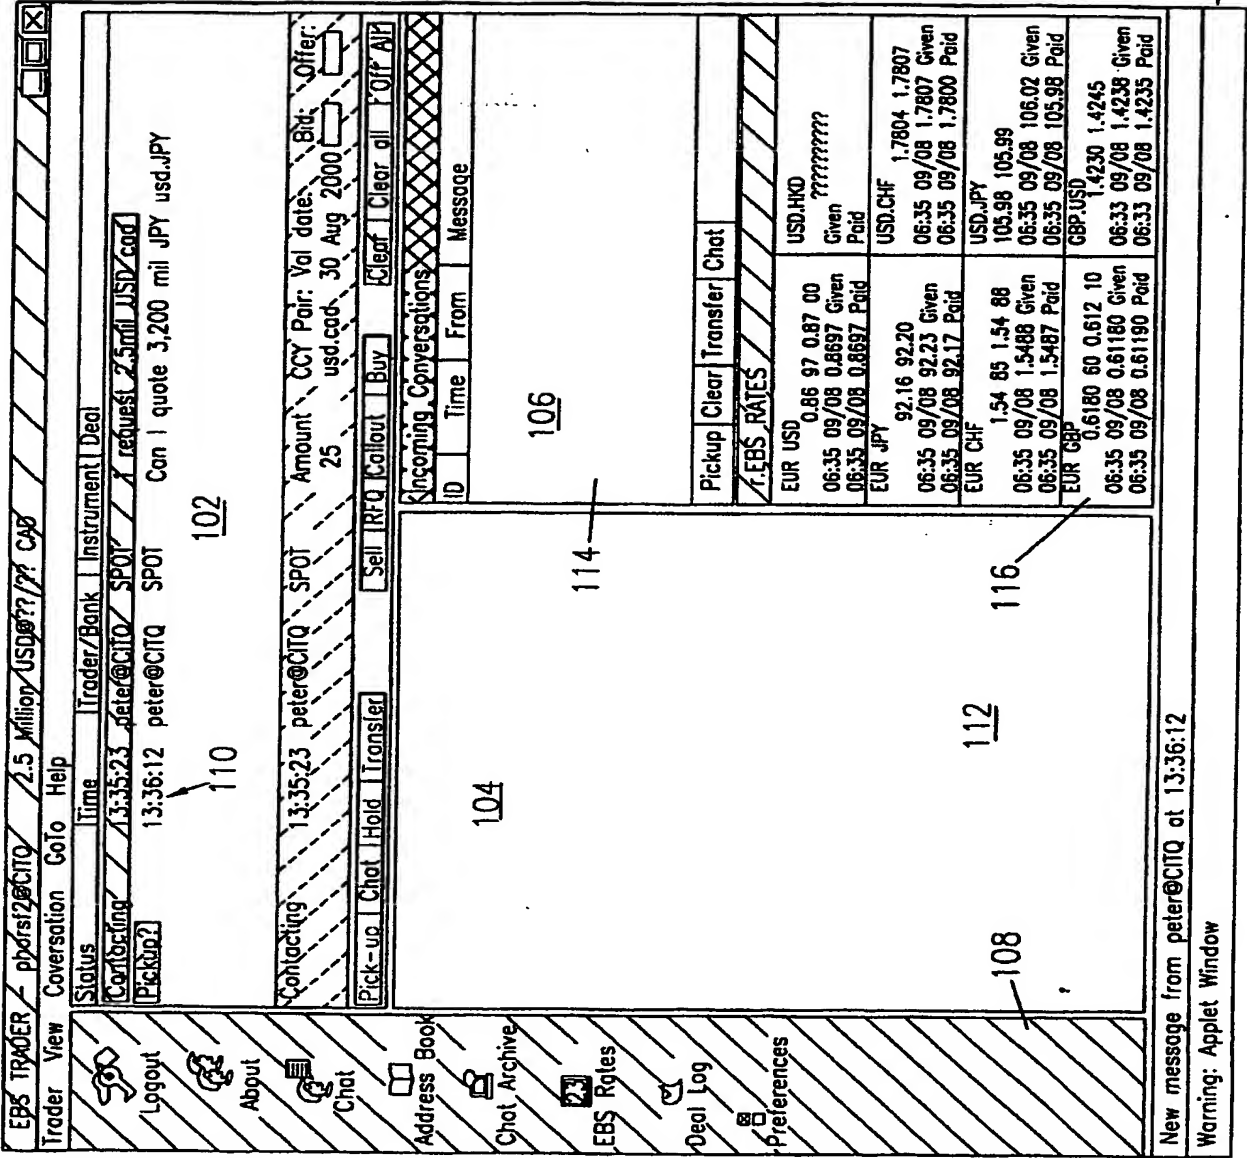 EBS TRADER - pborsf2@CITQ 2.5 Million USD@??/?? CAD
Trader View Coversation GoTo Help
Status Time Trader/Bank Instrument Deal
Contacting 13:35:23 peter@CITQ SPOT I request 2.5mil USD/cad
Pickup? 13:36:12 peter@CITQ SPOT Can I quote 3,200 mil JPY usd.JPY
110
102
Amount CCY Pair: Val date: Bid: Offer:
Contacting 13:35:23 peter@CITQ SPOT 25 usd.cad 30 Aug 2000
Pick-up Chat Hold Transfer Sell RFQ Callout Buy Clear Clear all Off All
Logout
About
Chat
Address Book
Chat Archive
EBS Rates
Deal Log
Preferences
108
104
112
Incoming Conversations
ID Time From Message
106
114
Pickup Clear Transfer Chat
EBS RATES
EUR USD
0.86 97 0.87 00
06:35 09/08 0.8697 Given
06:35 09/08 0.8697 Paid
USD.HKD
?????????
Given
Paid
EUR JPY
92.16 92.20
06:35 09/08 92.23 Given
06:35 09/08 92.17 Paid
USD.CHF
1.7804 1.7807
06:35 09/08 1.7807 Given
06:35 09/08 1.7800 Paid
EUR CHF
1.54 85 1.54 88
06:35 09/08 1.5488 Given
06:35 09/08 1.5487 Paid
USD.JPY
105.98 105.99
06:35 09/08 106.02 Given
06:35 09/08 105.98 Paid
EUR GBP
0.6180 60 0.612 10
06:35 09/08 0.61180 Given
06:35 09/08 0.61190 Paid
GBP.USD
1.4230 1.4245
06:33 09/08 1.4238 Given
06:33 09/08 1.4235 Paid
116
New message from peter@CITQ at 13:36:12
Warning: Applet Window